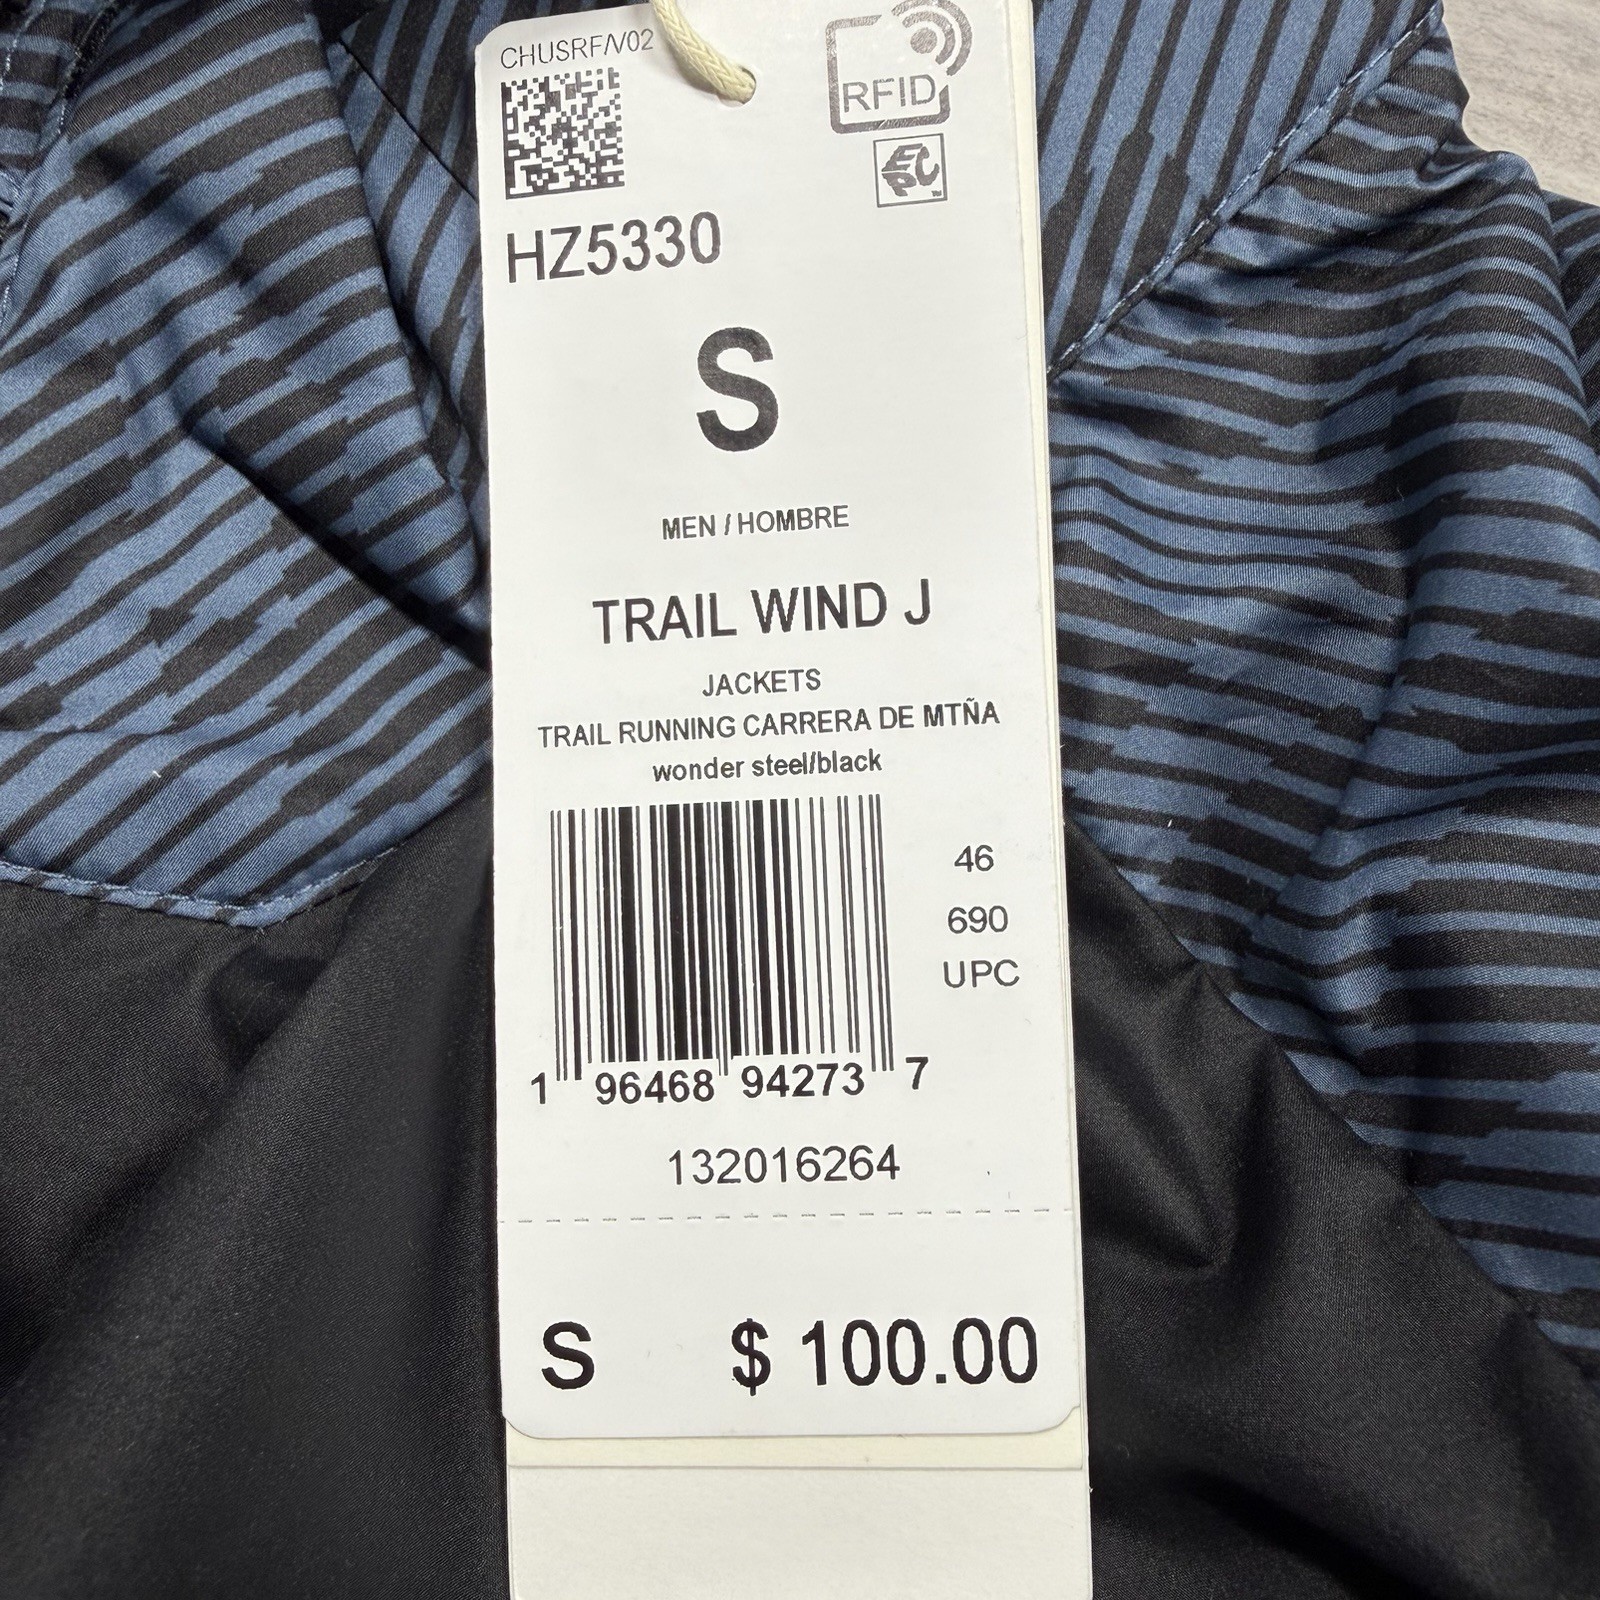 CHUSRF/V02
RFID
EPC
HZ5330
S
MEN / HOMBRE
TRAIL WIND J
JACKETS
TRAIL RUNNING CARRERA DE MTÑA
wonder steel/black
46
690
UPC
1 96468 94273 7
132016264
S $ 100.00